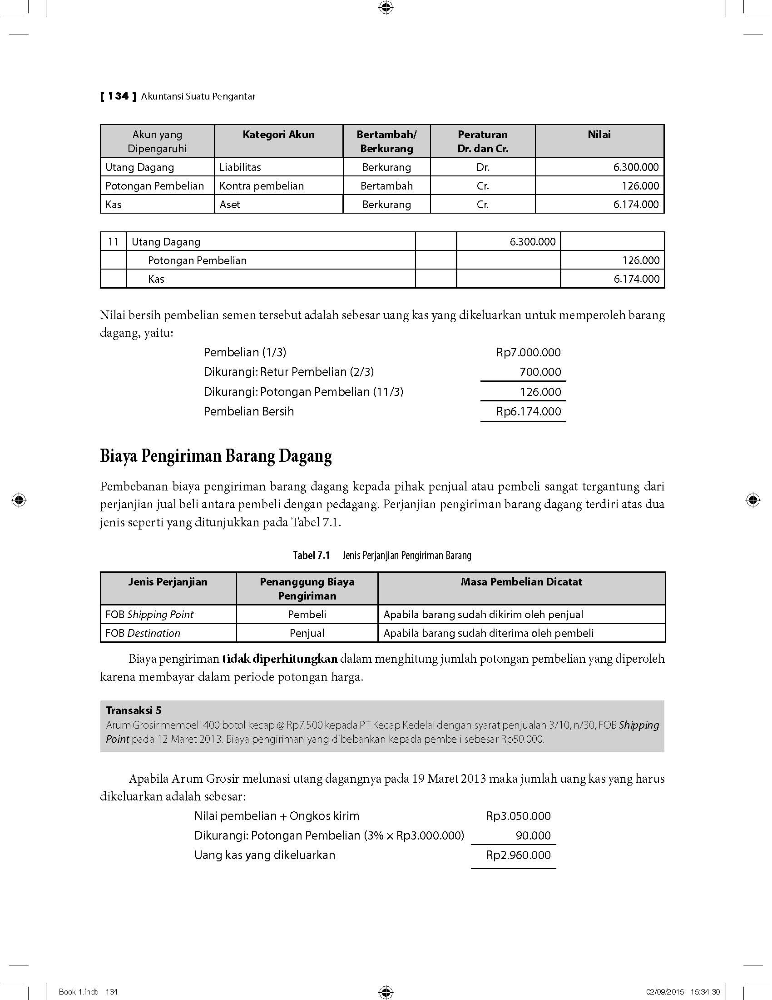 [ 134 ] Akuntansi Suatu Pengantar
Akun yang Dipengaruhi Kategori Akun Bertambah/ Berkurang Peraturan Dr. dan Cr. Nilai
Utang Dagang Liabilitas Berkurang Dr. 6.300.000
Potongan Pembelian Kontra pembelian Bertambah Cr. 126.000
Kas Aset Berkurang Cr. 6.174.000
11 Utang Dagang 6.300.000
Potongan Pembelian 126.000
Kas 6.174.000
Nilai bersih pembelian semen tersebut adalah sebesar uang kas yang dikeluarkan untuk memperoleh barang
dagang, yaitu:
Pembelian (1/3) Rp7.000.000
Dikurangi: Retur Pembelian (2/3) 700.000
Dikurangi: Potongan Pembelian (11/3) 126.000
Pembelian Bersih Rp6.174.000
Biaya Pengiriman Barang Dagang
Pembebanan biaya pengiriman barang dagang kepada pihak penjual atau pembeli sangat tergantung dari
perjanjian jual beli antara pembeli dengan pedagang. Perjanjian pengiriman barang dagang terdiri atas dua
jenis seperti yang ditunjukkan pada Tabel 7.1.
Tabel 7.1 Jenis Perjanjian Pengiriman Barang
Jenis Perjanjian Penanggung Biaya Pengiriman Masa Pembelian Dicatat
FOB Shipping Point Pembeli Apabila barang sudah dikirim oleh penjual
FOB Destination Penjual Apabila barang sudah diterima oleh pembeli
Biaya pengiriman tidak diperhitungkan dalam menghitung jumlah potongan pembelian yang diperoleh
karena membayar dalam periode potongan harga.
Transaksi 5
Arum Grosir membeli 400 botol kecap @ Rp7.500 kepada PT Kecap Kedelai dengan syarat penjualan 3/10, n/30, FOB Shipping
Point pada 12 Maret 2013. Biaya pengiriman yang dibebankan kepada pembeli sebesar Rp50.000.
Apabila Arum Grosir melunasi utang dagangnya pada 19 Maret 2013 maka jumlah uang kas yang harus
dikeluarkan adalah sebesar:
Nilai pembelian + Ongkos kirim Rp3.050.000
Dikurangi: Potongan Pembelian (3% × Rp3.000.000) 90.000
Uang kas yang dikeluarkan Rp2.960.000
Book 1.indb 134 02/09/2015 15:34:30